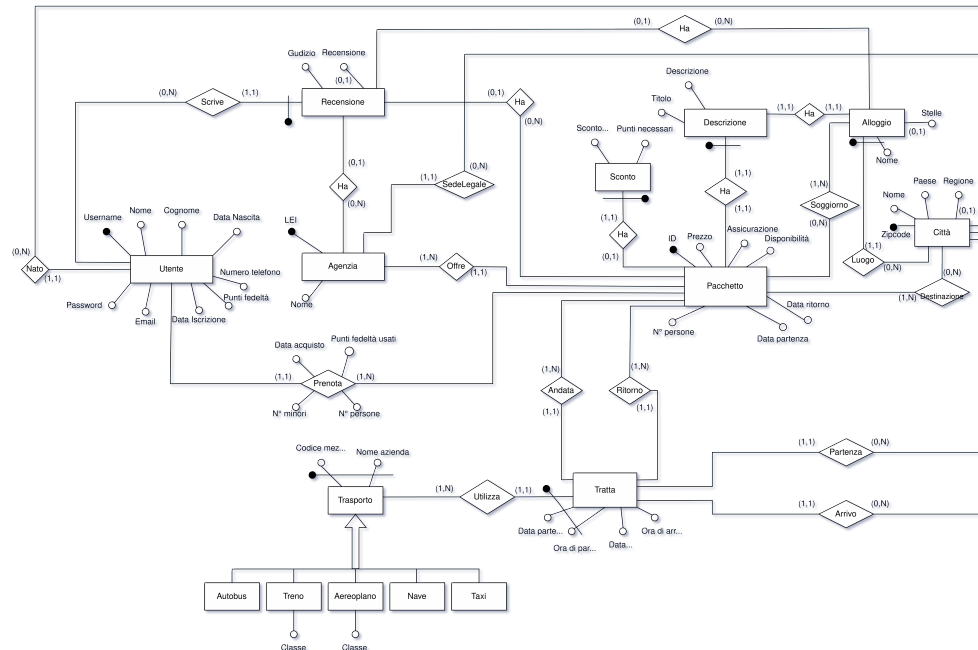 (0,1)
Ha
(0,N)
Gudizio
Recensione
(0,1)
Descrizione
(0,N)
Scrive
(1,1)
Recensione
(0,1)
Ha
(0,N)
Titolo
Descrizione
(1,1)
Ha
(1,1)
Alloggio
Stelle
(0,1)
Nome
Sconto...
Punti necessari
(0,1)
Ha
(0,N)
(0,N)
(1,1)
SedeLegale
Sconto
Ha
(1,1)
(1,N)
Soggiorno
(0,N)
Nome
Paese
Regione
(0,1)
Zipcode
Città
Username
Nome
Cognome
Data Nascita
LEI
(1,1)
Ha
(0,1)
ID
Prezzo
Assicurazione
Disponibilità
(1,1)
Luogo
(0,N)
(0,N)
(0,N)
Nato
(1,1)
Utente
Numero telefono
Punti fedeltà
Agenzia
Nome
(1,N)
Offre
(1,1)
Pacchetto
(1,N)
Destinazione
Password
Email
Data Iscrizione
N° persone
Data ritorno
Data partenza
Data acquisto
Punti fedeltà usati
(1,1)
Prenota
(1,N)
N° minori
N° persone
(1,N)
Andata
(1,1)
(1,N)
Ritorno
(1,1)
Codice mez...
Nome azienda
(1,1)
Partenza
(0,N)
Trasporto
(1,N)
Utilizza
(1,1)
Tratta
(1,1)
Arrivo
(0,N)
Data parte...
Ora di par...
Data...
Ora di arr...
Autobus
Treno
Aereoplano
Nave
Taxi
Classe
Classe